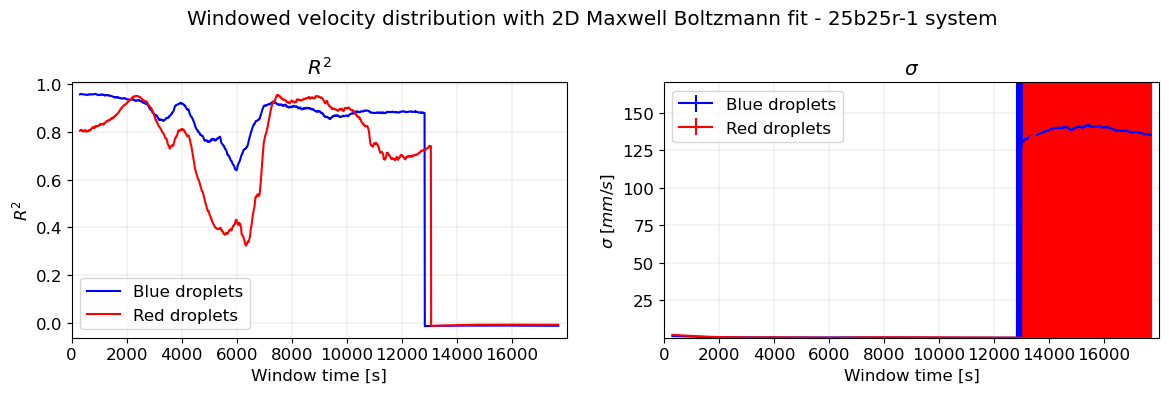 Windowed velocity distribution with 2D Maxwell Boltzmann fit - 25b25r-1 system
R²
1.0
0.8
0.6
0.4
0.2
0.0
R²
Blue droplets
Red droplets
0 2000 4000 6000 8000 10000 12000 14000 16000
Window time [s]
σ
150
125
100
75
50
25
σ [mm/s]
Blue droplets
Red droplets
0 2000 4000 6000 8000 10000 12000 14000 16000
Window time [s]